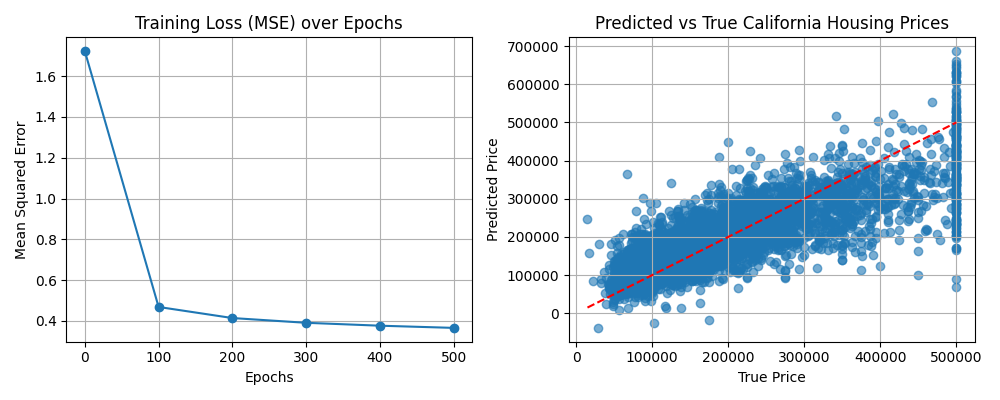 Training Loss (MSE) over Epochs
Mean Squared Error
1.6
1.4
1.2
1.0
0.8
0.6
0.4
0 100 200 300 400 500
Epochs
Predicted vs True California Housing Prices
Predicted Price
700000
600000
500000
400000
300000
200000
100000
0
0 100000 200000 300000 400000 500000
True Price